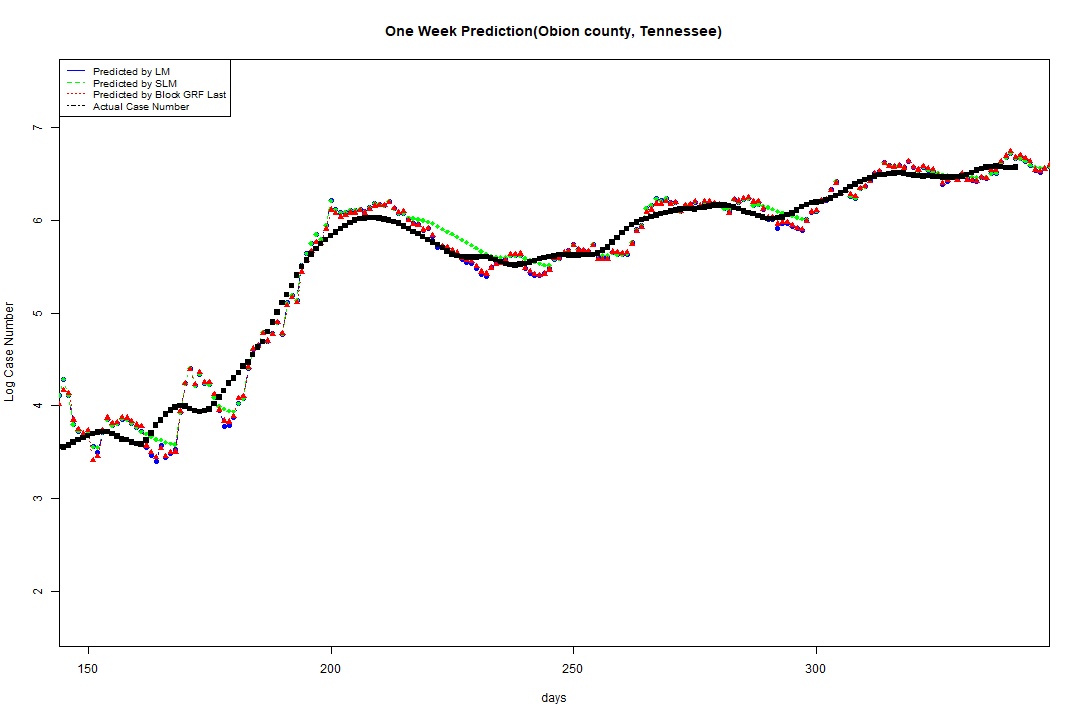 One Week Prediction(Obion county, Tennessee)
Predicted by LM
Predicted by SLM
Predicted by Block GRF Last
Actual Case Number
7
6
5
4
3
2
Log Case Number
150 200 250 300
days